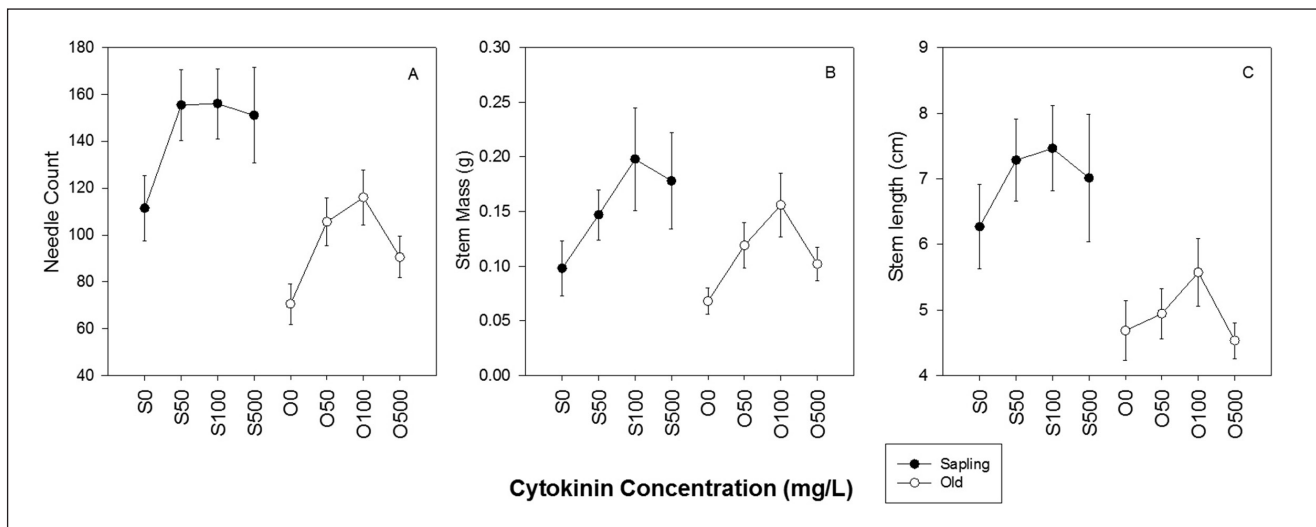 180
160
140
120
100
80
60
40
Needle Count
A
S0
S50
S100
S500
O0
O50
O100
O500
0.30
0.25
0.20
0.15
0.10
0.05
0.00
Stem Mass (g)
B
S0
S50
S100
S500
O0
O50
O100
O500
9
8
7
6
5
4
Stem length (cm)
C
S0
S50
S100
S500
O0
O50
O100
O500
Cytokinin Concentration (mg/L)
Sapling
Old